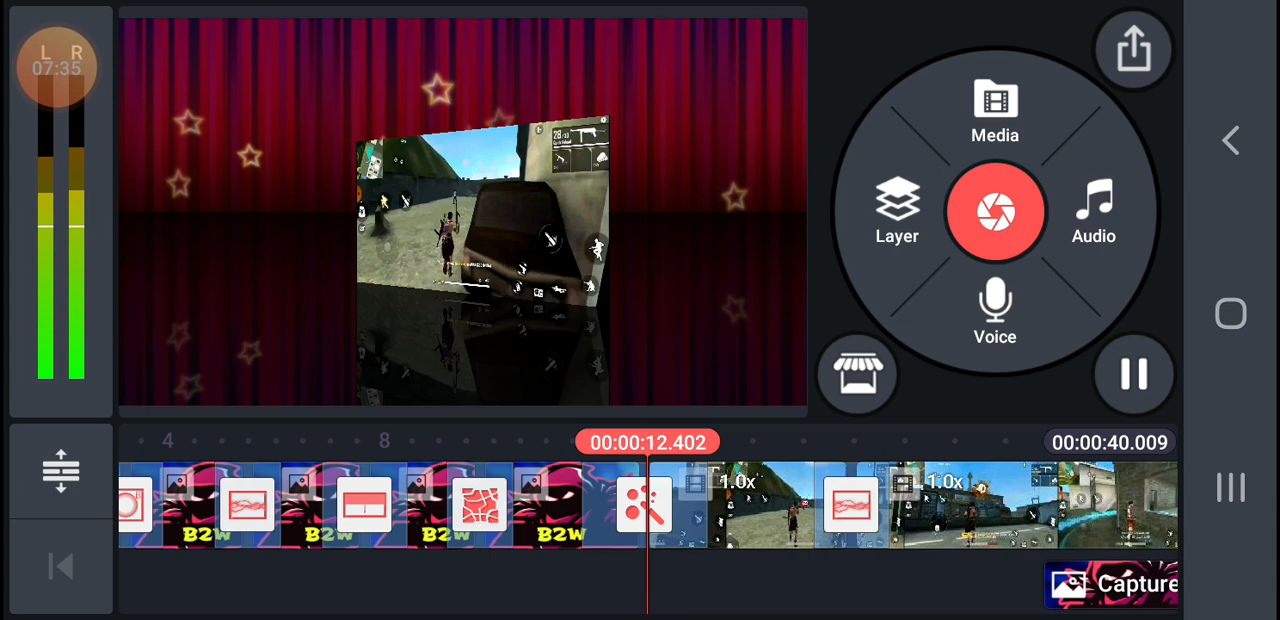 L R
07:35
Media
Layer
Audio
Voice
4
8
00:00:12.402
00:00:40.009
1.0x
1.0x
B2W
B2W
B2W
B2W
Capture